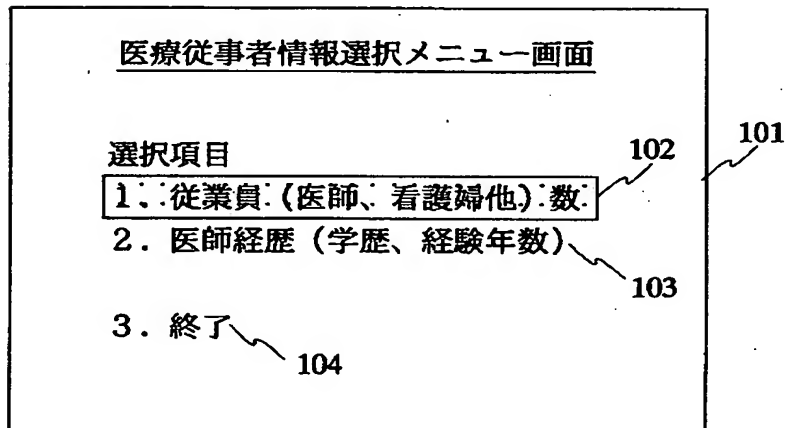 医療従事者情報選択メニュー画面
選択項目
102
101
1. 従業員(医師、看護婦他)数
2. 医師経歴(学歴、経験年数)
103
3. 終了
104